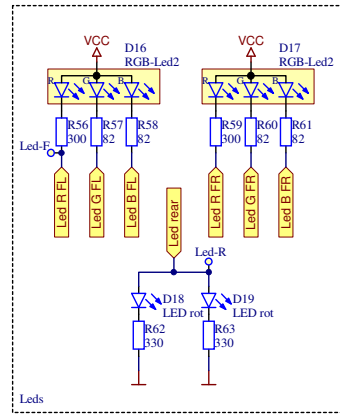 VCC
D16
RGB-Led2
VCC
D17
RGB-Led2
R
G
B
R
G
B
R56
300
R57
82
R58
82
R59
300
R60
82
R61
82
Led-F
Led R FL
Led G FL
Led B FL
Led R FR
Led G FR
Led B FR
Led rear
Led-R
D18
LED rot
D19
LED rot
R62
330
R63
330
Leds